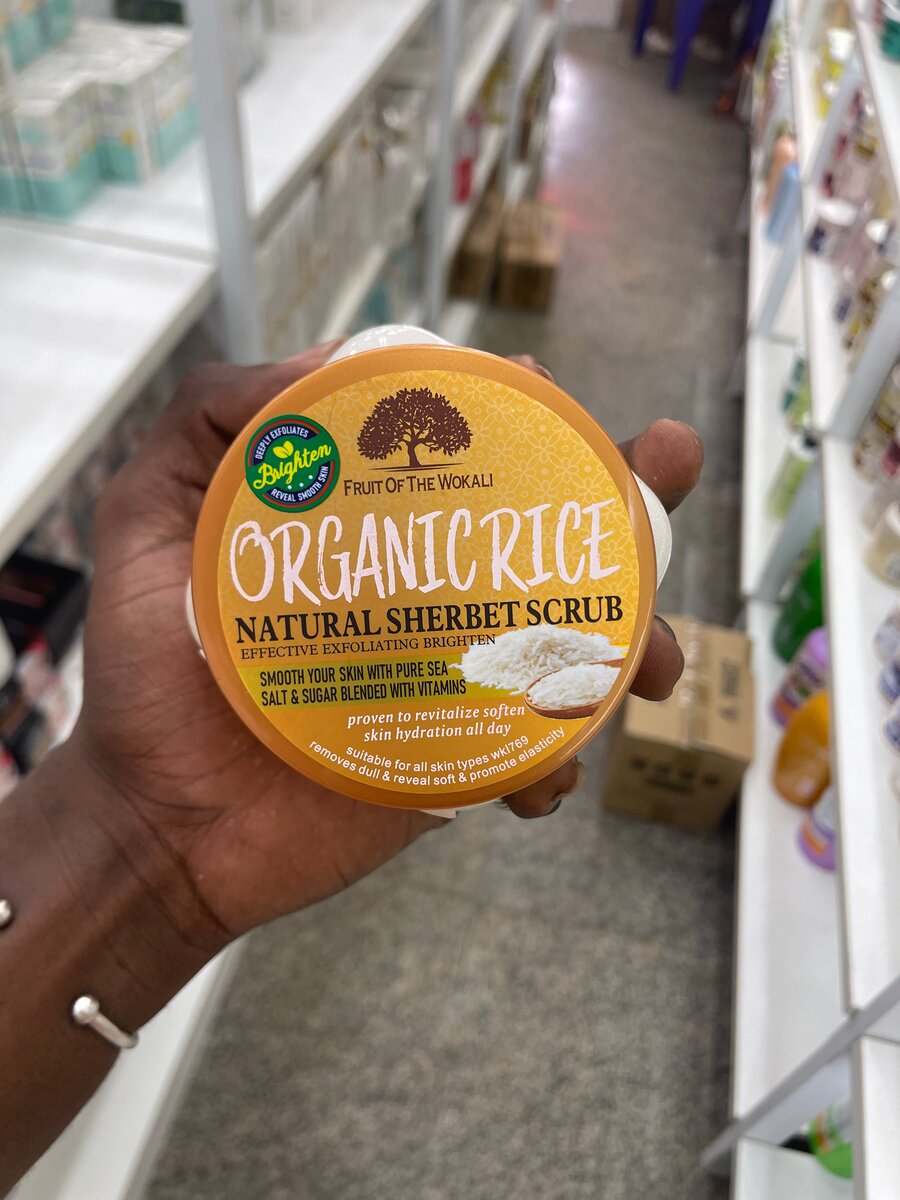 DEEPLY EXFOLIATES
Brighten
REVEAL SMOOTH SKIN
FRUIT OF THE WOKALI
ORGANIC RICE
NATURAL SHERBET SCRUB
EFFECTIVE EXFOLIATING BRIGHTEN
SMOOTH YOUR SKIN WITH PURE SEA
SALT & SUGAR BLENDED WITH VITAMINS
proven to revitalize soften
skin hydration all day
suitable for all skin types wkl769
removes dull & reveal soft & promote elasticity